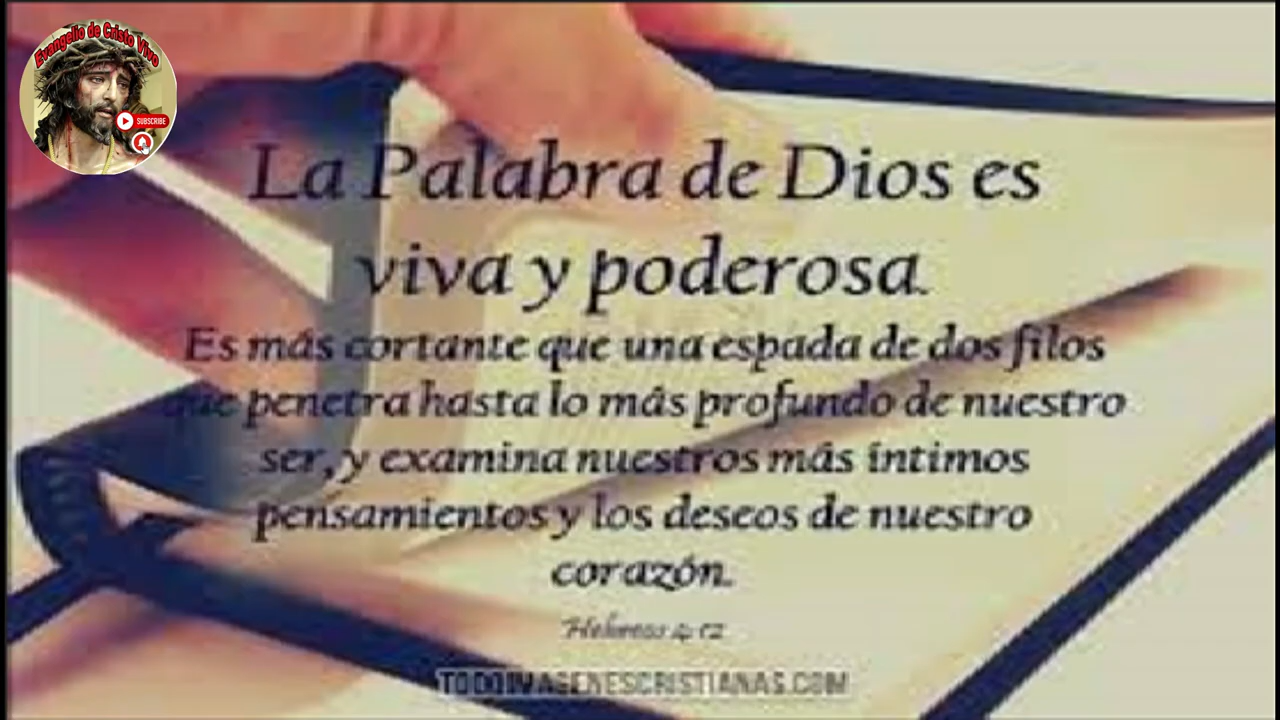 Evangelio de Cristo Vivo
SUBSCRIBE
La Palabra de Dios es
viva y poderosa.
Es más cortante que una espada de dos filos
que penetra hasta lo más profundo de nuestro
ser, y examina nuestros más íntimos
pensamientos y los deseos de nuestro
corazón.
Hebreos 4:12
TODOIMAGENESCRISTIANAS.COM